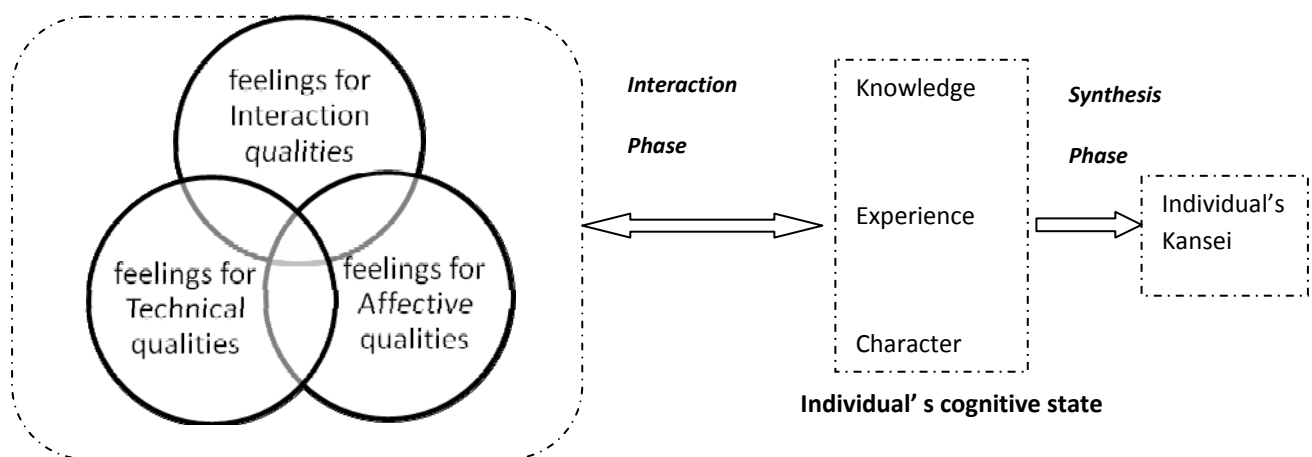 feelings for
Interaction
qualities
feelings for
Technical
qualities
feelings for
Affective
qualities
Interaction
Phase
Knowledge
Experience
Character
Individual’ s cognitive state
Synthesis
Phase
Individual’s
Kansei